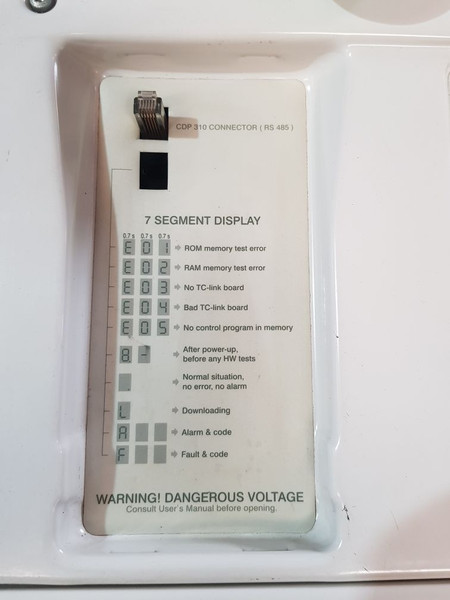 CDP 310 CONNECTOR ( RS 485 )
7 SEGMENT DISPLAY
0.7 s 0.7 s 0.7 s
E 0 1 ROM memory test error
E 0 2 RAM memory test error
E 0 3 No TC-link board
E 0 4 Bad TC-link board
E 0 5 No control program in memory
8 - After power-up,
before any HW tests
Normal situation,
no error, no alarm
L Downloading
A Alarm & code
F Fault & code
WARNING! DANGEROUS VOLTAGE
Consult User's Manual before opening.